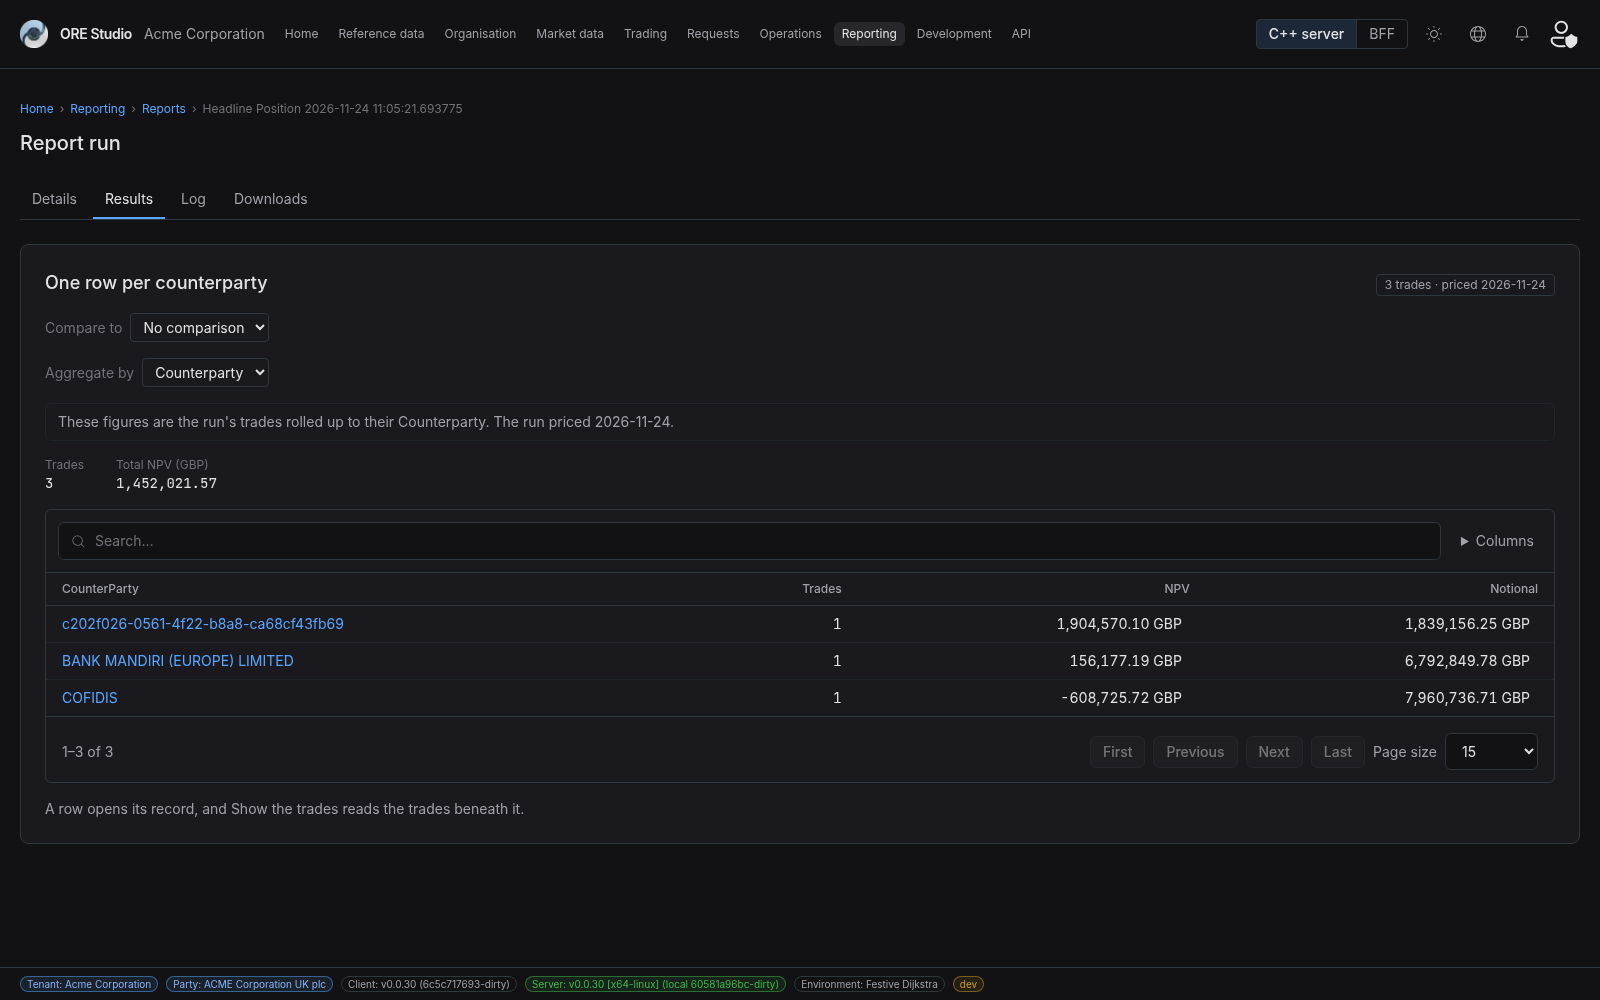 ORE Studio Acme Corporation Home Reference data Organisation Market data Trading Requests Operations Reporting Development API C++ server BFF
Home › Reporting › Reports › Headline Position 2026-11-24 11:05:21.693775
Report run
Details Results Log Downloads
One row per counterparty
3 trades · priced 2026-11-24
Compare to No comparison
Aggregate by Counterparty
These figures are the run's trades rolled up to their Counterparty. The run priced 2026-11-24.
Trades Total NPV (GBP)
3 1,452,021.57
Search... Columns
CounterParty Trades NPV Notional
c202f026-0561-4f22-b8a8-ca68cf43fb69 1 1,904,570.10 GBP 1,839,156.25 GBP
BANK MANDIRI (EUROPE) LIMITED 1 156,177.19 GBP 6,792,849.78 GBP
COFIDIS 1 -608,725.72 GBP 7,960,736.71 GBP
1–3 of 3 First Previous Next Last Page size 15
A row opens its record, and Show the trades reads the trades beneath it.
Tenant: Acme Corporation Party: ACME Corporation UK plc Client: v0.0.30 (6c5c717693-dirty) Server: v0.0.30 [x64-linux] (local 60581a96bc-dirty) Environment: Festive Dijkstra dev